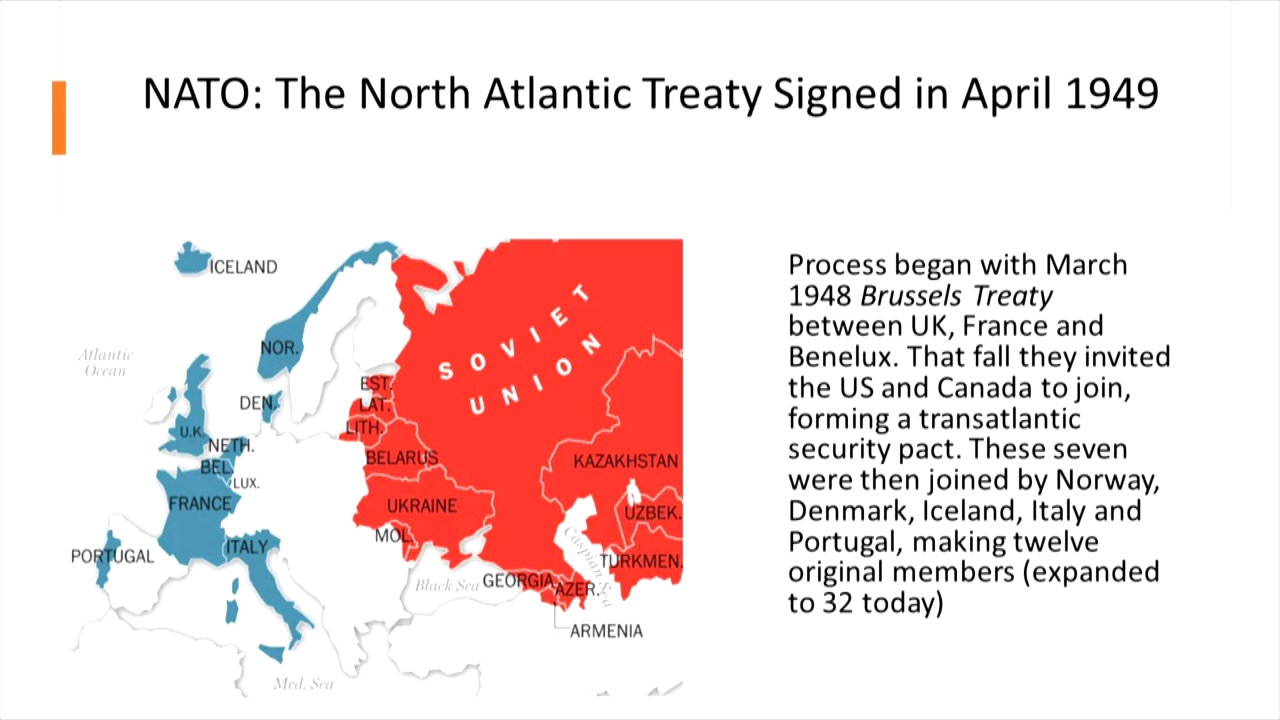 NATO: The North Atlantic Treaty Signed in April 1949
Process began with March
1948 Brussels Treaty
between UK, France and
Benelux. That fall they invited
the US and Canada to join,
forming a transatlantic
security pact. These seven
were then joined by Norway,
Denmark, Iceland, Italy and
Portugal, making twelve
original members (expanded
to 32 today)
ICELAND
Atlantic
Ocean
NOR.
SOVIET
UNION
EST.
DEN.
LAT.
LITH.
U.K.
NETH.
BEL.
LUX.
BELARUS
KAZAKHSTAN
FRANCE
UKRAINE
UZBEK.
MOL.
ITALY
PORTUGAL
Caspian Sea
TURKMEN.
Black Sea
GEORGIA
AZER.
ARMENIA
Med. Sea